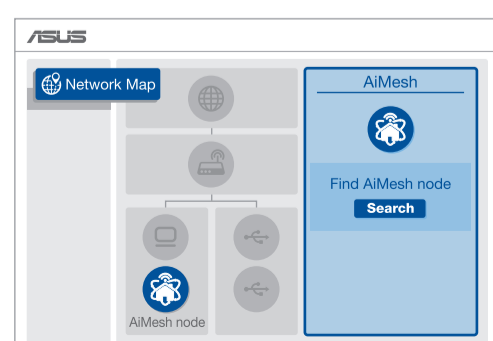 ASUS
Network Map
AiMesh
Find AiMesh node
Search
AiMesh node